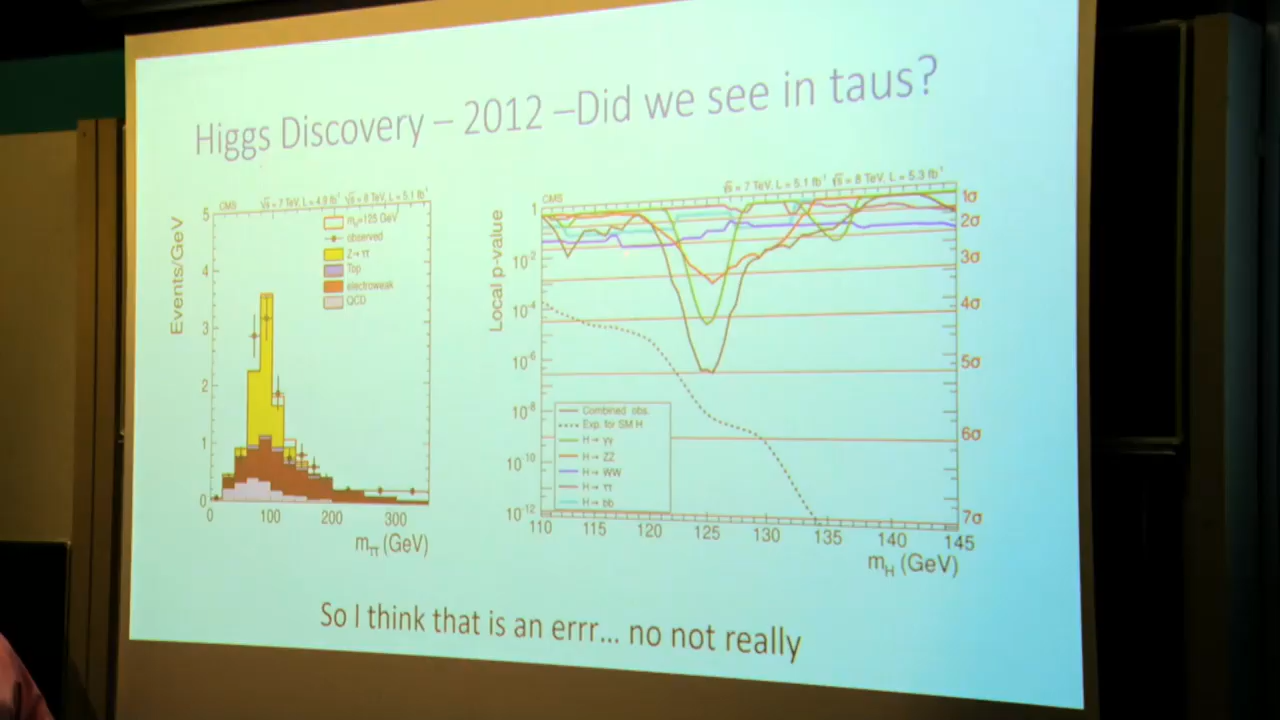 Higgs Discovery – 2012 –Did we see in taus?
CMS √s = 7 TeV, L = 4.9 fb⁻¹ √s = 8 TeV, L = 5.1 fb⁻¹
Events/GeV
5
4
3
2
1
0
m_H=125 GeV
observed
Z→ττ
Top
electroweak
QCD
0 100 200 300
m_ττ (GeV)
CMS √s = 7 TeV, L = 5.1 fb⁻¹ √s = 8 TeV, L = 5.3 fb⁻¹
Local p-value
1
10⁻²
10⁻⁴
10⁻⁶
10⁻⁸
10⁻¹⁰
10⁻¹²
1σ
2σ
3σ
4σ
5σ
6σ
7σ
Combined obs.
Exp. for SM H
H → γγ
H → ZZ
H → WW
H → ττ
H → bb
110 115 120 125 130 135 140 145
m_H (GeV)
So I think that is an errr... no not really